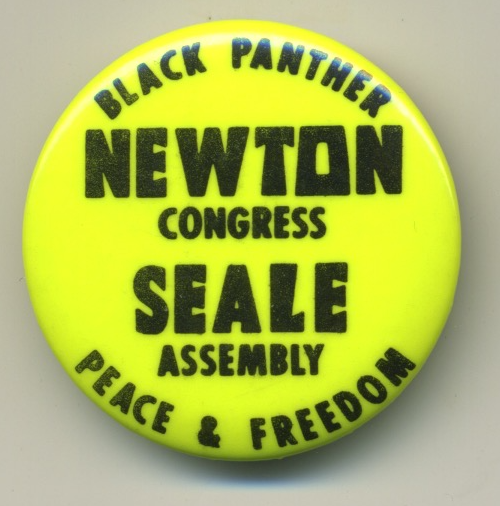 BLACK PANTHER
NEWTON
CONGRESS
SEALE
ASSEMBLY
PEACE & FREEDOM